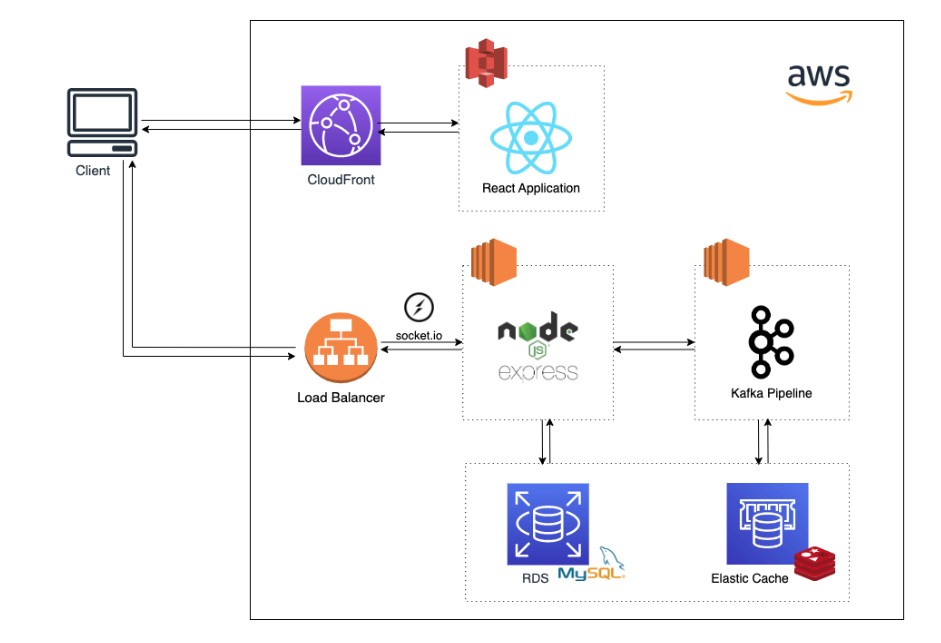 aws
Client
CloudFront
React Application
socket.io
node
JS
express
Load Balancer
Kafka Pipeline
RDS
MySQL
Elastic Cache